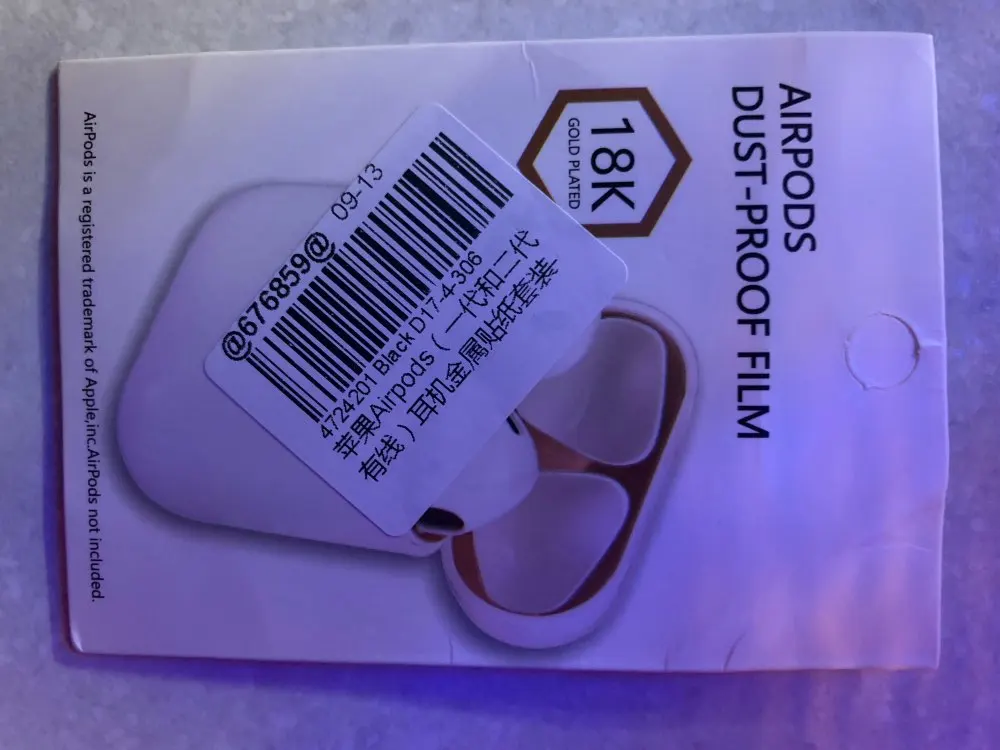 AIRPODS
DUST-PROOF FILM
18K
GOLD PLATED
@676859@ 09-13
4724201 Black D17-4-306
苹果Airpods（一代和二代
有线）耳机金属贴纸套装
AirPods is a registered trademark of Apple,inc.AirPods not included.